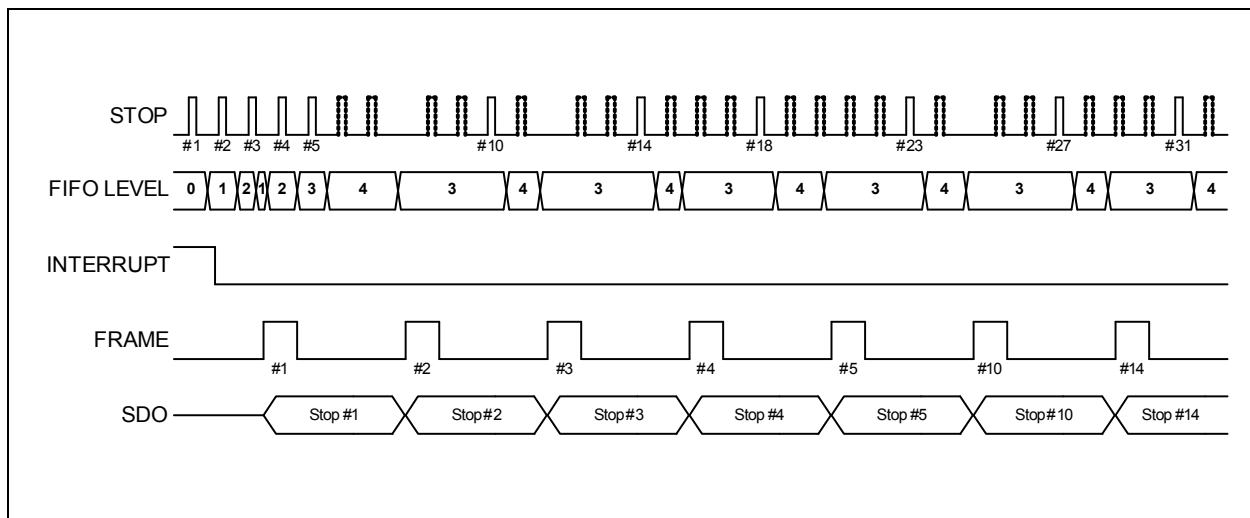 STOP
#1 #2 #3 #4 #5 #10 #14 #18 #23 #27 #31
FIFO LEVEL 0 1 2 1 2 3 4 3 4 3 4 3 4 3 4 3 4 3 4
INTERRUPT
FRAME
#1 #2 #3 #4 #5 #10 #14
SDO Stop #1 Stop #2 Stop #3 Stop #4 Stop #5 Stop # 10 Stop #14